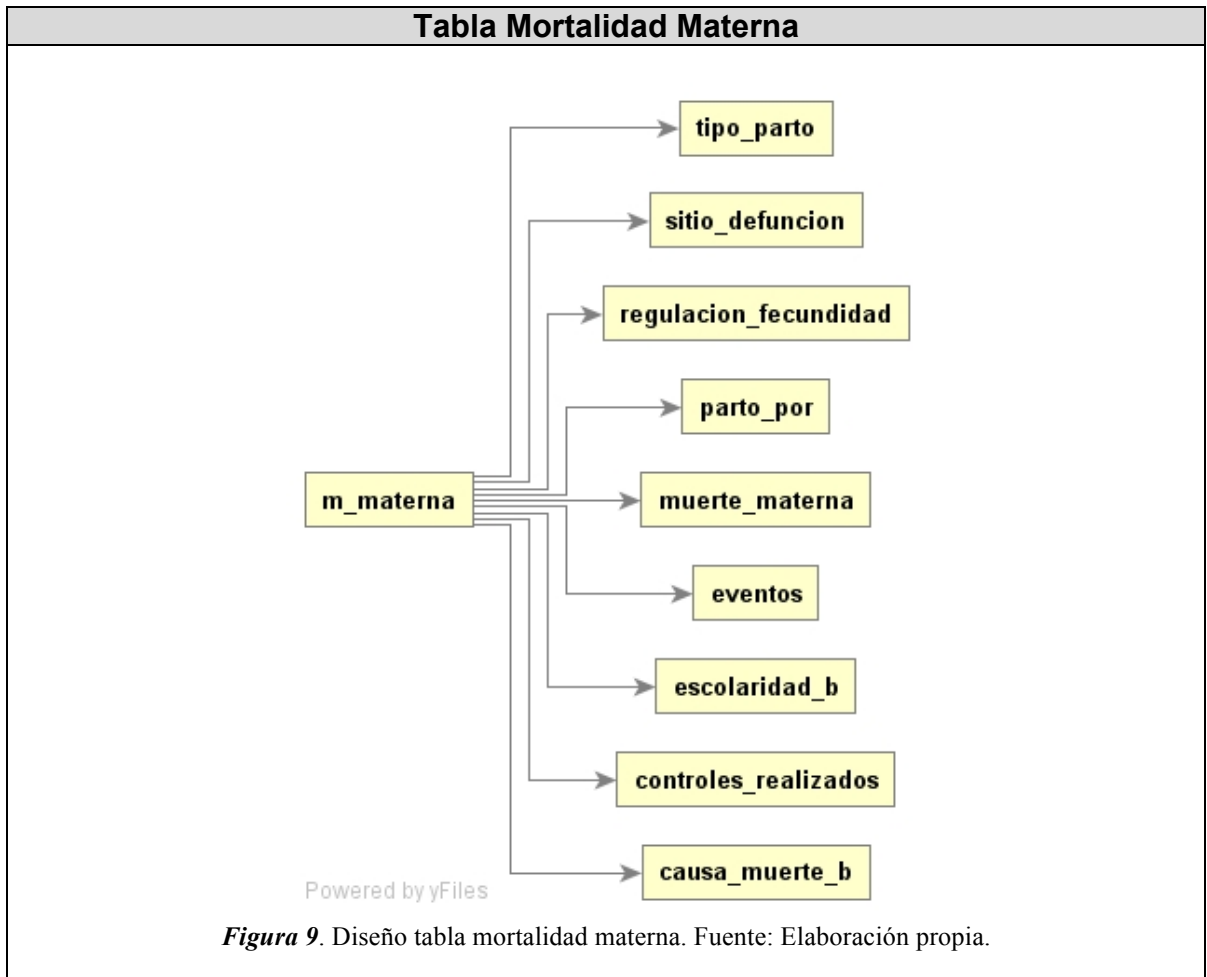 Tabla Mortalidad Materna
tipo_parto
sitio_defuncion
regulacion_fecundidad
parto_por
m_materna
muerte_materna
eventos
escolaridad_b
controles_realizados
causa_muerte_b
Powered by yFiles
Figura 9. Diseño tabla mortalidad materna. Fuente: Elaboración propia.